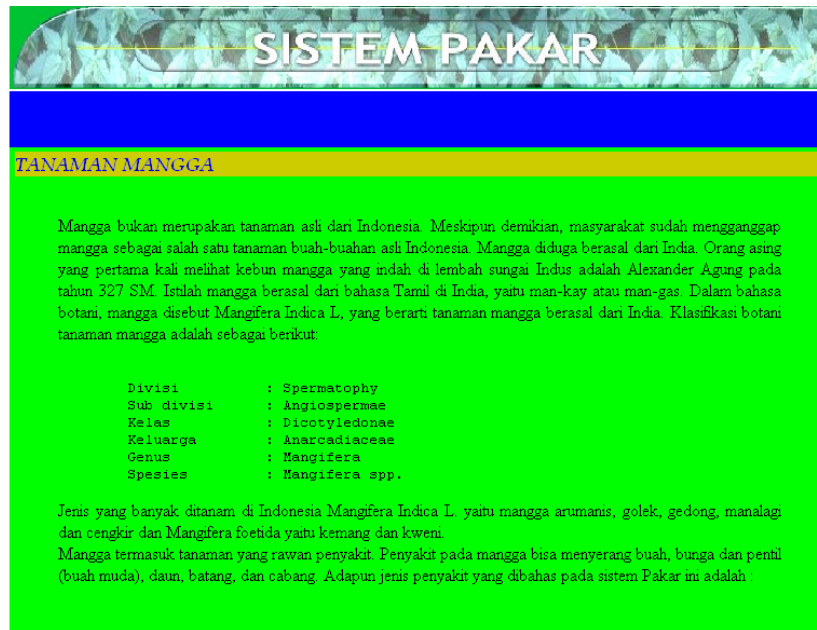 SISTEM PAKAR
TANAMAN MANGGA
Mangga bukan merupakan tanaman asli dari Indonesia. Meskipun demikian, masyarakat sudah mengganggap
mangga sebagai salah satu tanaman buah-buahan asli Indonesia. Mangga diduga berasal dari India. Orang asing
yang pertama kali melihat kebun mangga yang indah di lembah sungai Indus adalah Alexander Agung pada
tahun 327 SM. Istilah mangga berasal dari bahasa Tamil di India, yaitu man-kay atau man-gas. Dalam bahasa
botani, mangga disebut Mangifera Indica L, yang berarti tanaman mangga berasal dari India. Klasifikasi botani
tanaman mangga adalah sebagai berikut:
Divisi : Spermatophy
Sub divisi : Angiospermae
Kelas : Dicotyledonae
Keluarga : Anarcadiaceae
Genus : Mangifera
Spesies : Mangifera spp.
Jenis yang banyak ditanam di Indonesia Mangifera Indica L. yaitu mangga arumanis, golek, gedong, manalagi
dan cengkir dan Mangifera foetida yaitu kemang dan kweni.
Mangga termasuk tanaman yang rawan penyakit. Penyakit pada mangga bisa menyerang buah, bunga dan pentil
(buah muda), daun, batang, dan cabang. Adapun jenis penyakit yang dibahas pada sistem Pakar ini adalah :